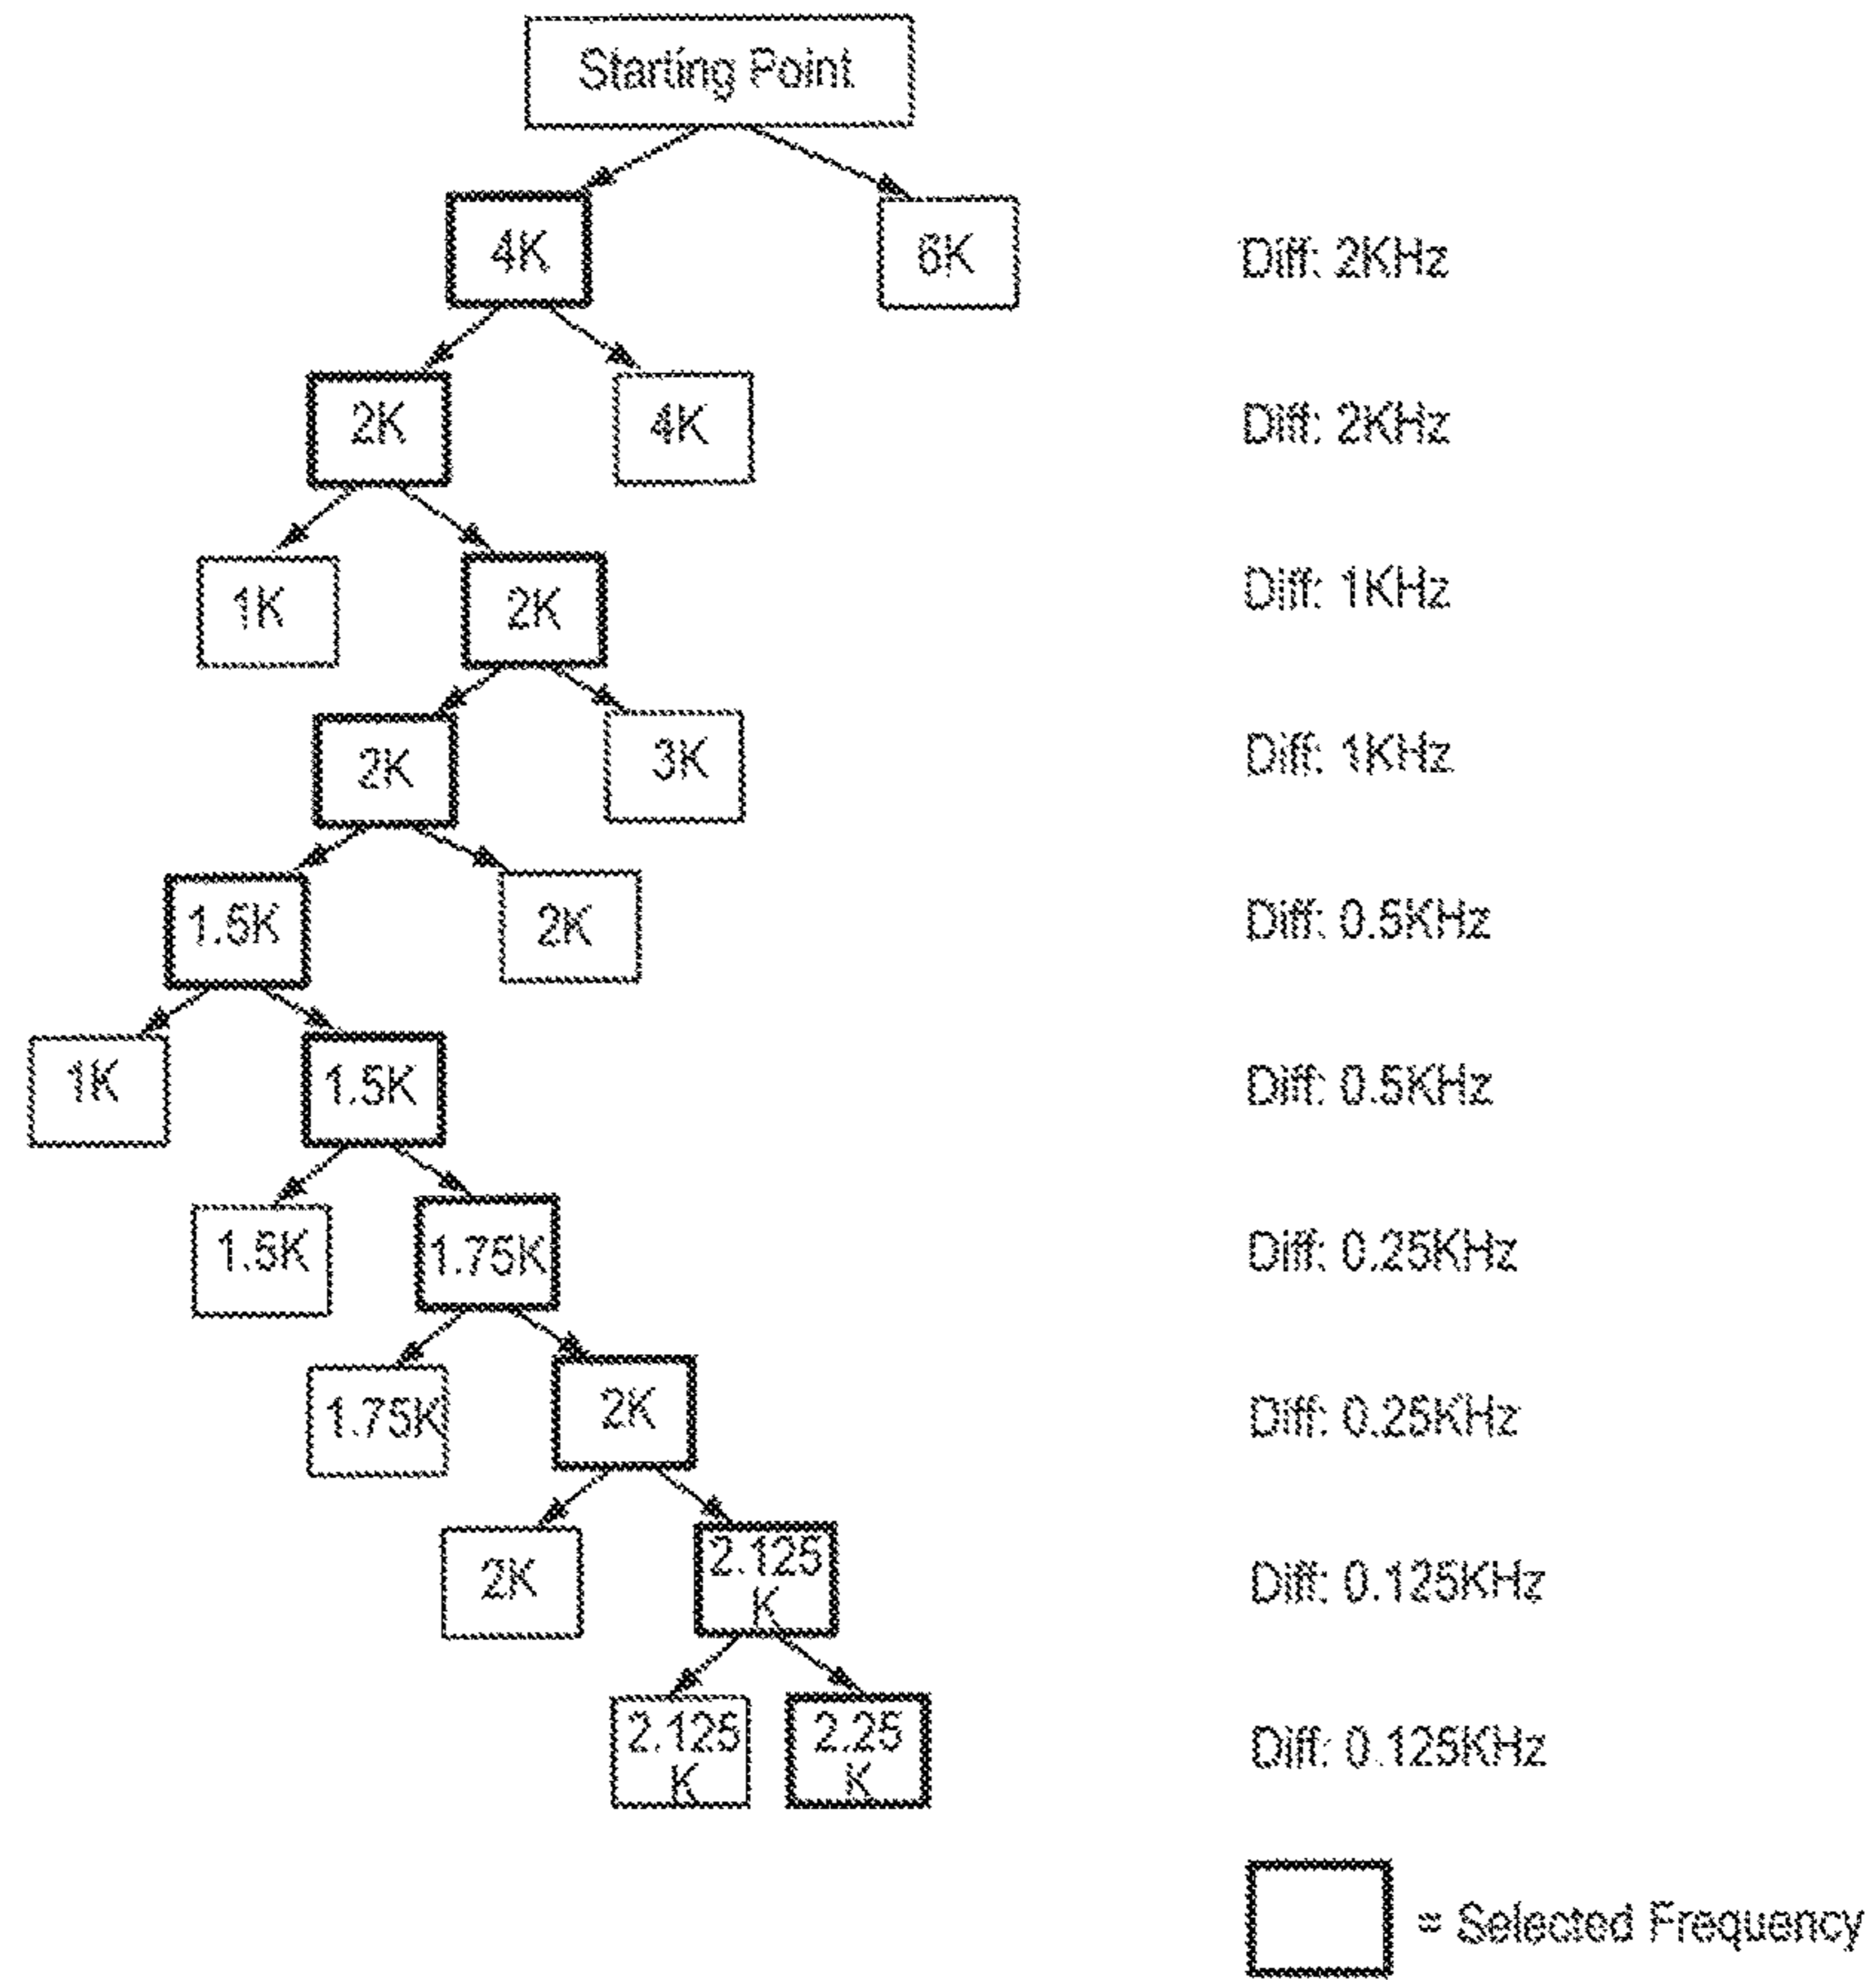 Starting Point
4K
6K
Diff: 2KHz
2K
4K
Diff: 2KHz
1K
2K
Diff: 1KHz
2K
3K
Diff: 1KHz
1.5K
2K
Diff: 0.5KHz
1K
1.5K
Diff: 0.5KHz
1.5K
1.75K
Diff: 0.25KHz
1.75K
2K
Diff: 0.25KHz
2K
2.125
K
Diff: 0.125KHz
2.125
K
2.25
K
Diff: 0.125KHz
= Selected Frequency